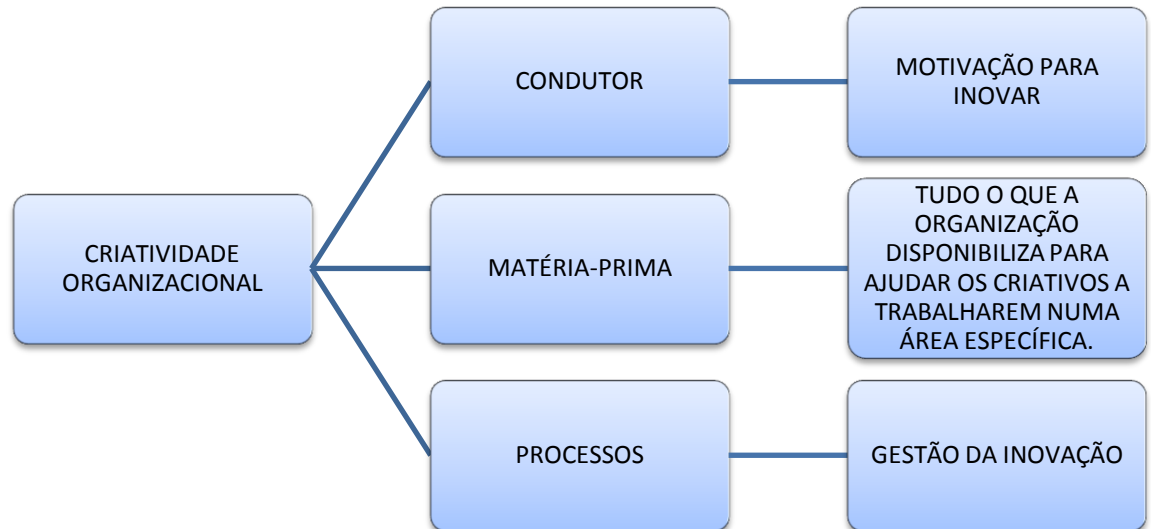 CRIATIVIDADE
ORGANIZACIONAL
CONDUTOR
MOTIVAÇÃO PARA
INOVAR
MATÉRIA-PRIMA
TUDO O QUE A
ORGANIZAÇÃO
DISPONIBILIZA PARA
AJUDAR OS CRIATIVOS A
TRABALHAREM NUMA
ÁREA ESPECÍFICA.
PROCESSOS
GESTÃO DA INOVAÇÃO